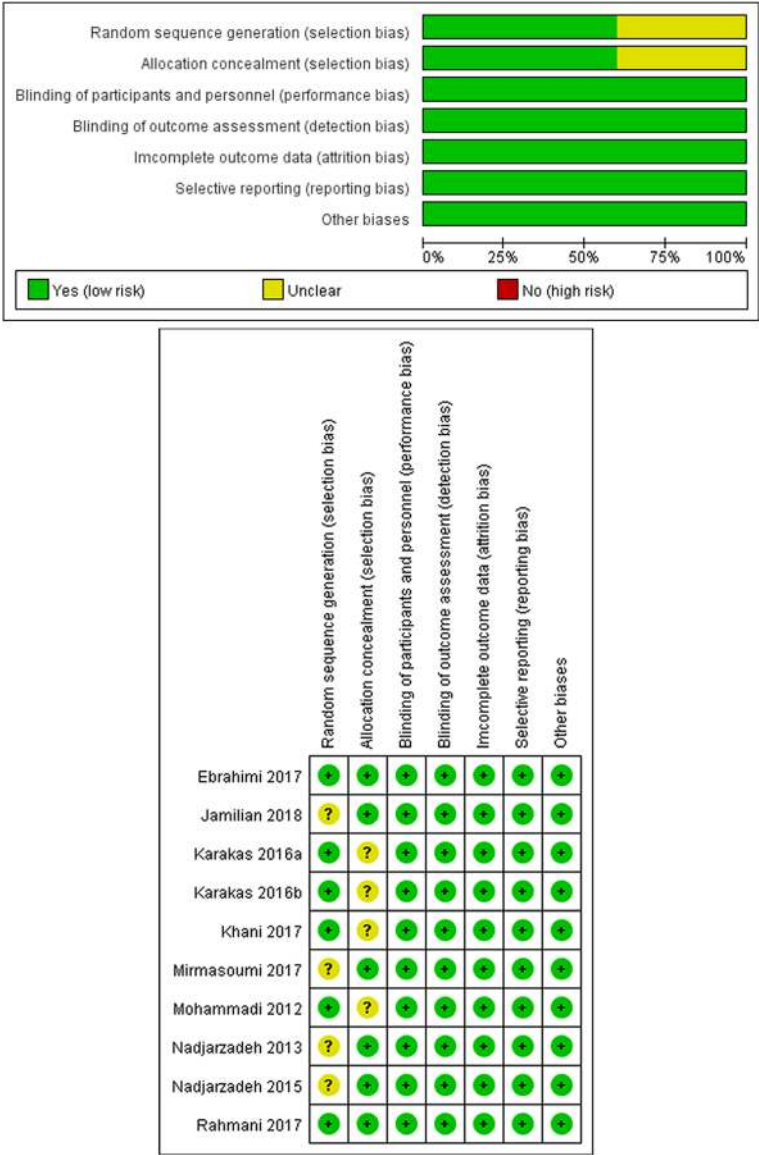 Random sequence generation (selection bias)
Allocation concealment (selection bias)
Blinding of participants and personnel (performance bias)
Blinding of outcome assessment (detection bias)
Imcomplete outcome data (attrition bias)
Selective reporting (reporting bias)
Other biases
0% 25% 50% 75% 100%
Yes (low risk) Unclear No (high risk)
Random sequence generation (selection bias)
Allocation concealment (selection bias)
Blinding of participants and personnel (performance bias)
Blinding of outcome assessment (detection bias)
Imcomplete outcome data (attrition bias)
Selective reporting (reporting bias)
Other biases
Ebrahimi 2017 + + + + + + +
Jamilian 2018 ? + + + + + +
Karakas 2016a + ? + + + + +
Karakas 2016b + ? + + + + +
Khani 2017 + ? + + + + +
Mirmasoumi 2017 ? + + + + + +
Mohammadi 2012 + ? + + + + +
Nadjarzadeh 2013 ? + + + + + +
Nadjarzadeh 2015 ? + + + + + +
Rahmani 2017 + + + + + + +